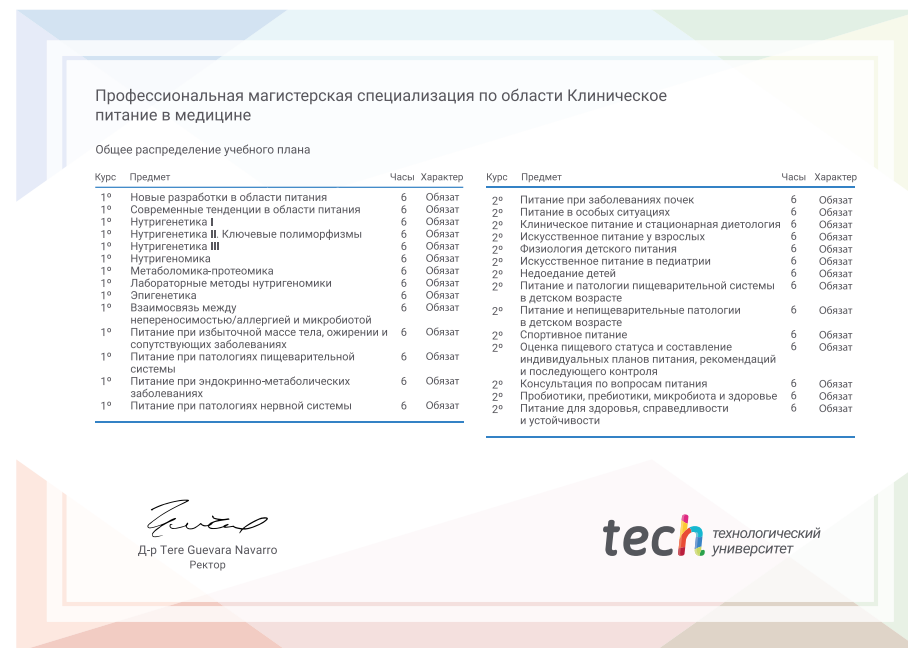 Профессиональная магистерская специализация по области Клиническое
питание в медицине
Общее распределение учебного плана
Курс Предмет Часы Характер
1º Новые разработки в области питания 6 Обязат
1º Современные тенденции в области питания 6 Обязат
1º Нутригенетика I 6 Обязат
1º Нутригенетика II. Ключевые полиморфизмы 6 Обязат
1º Нутригенетика III 6 Обязат
1º Нутригеномика 6 Обязат
1º Метаболомика-протеомика 6 Обязат
1º Лабораторные методы нутригеномики 6 Обязат
1º Эпигенетика 6 Обязат
1º Взаимосвязь между 6 Обязат
непереносимостью/аллергией и микробиотой
1º Питание при избыточной массе тела, ожирении и 6 Обязат
сопутствующих заболеваниях
1º Питание при патологиях пищеварительной 6 Обязат
системы
1º Питание при эндокринно-метаболических 6 Обязат
заболеваниях
1º Питание при патологиях нервной системы 6 Обязат
Курс Предмет Часы Характер
2º Питание при заболеваниях почек 6 Обязат
2º Питание в особых ситуациях 6 Обязат
2º Клиническое питание и стационарная диетология 6 Обязат
2º Искусственное питание у взрослых 6 Обязат
2º Физиология детского питания 6 Обязат
2º Искусственное питание в педиатрии 6 Обязат
2º Недоедание детей 6 Обязат
2º Питание и патологии пищеварительной системы 6 Обязат
в детском возрасте
2º Питание и непищеварительные патологии 6 Обязат
в детском возрасте
2º Спортивное питание 6 Обязат
2º Оценка пищевого статуса и составление 6 Обязат
индивидуальных планов питания, рекомендаций
и последующего контроля
2º Консультация по вопросам питания 6 Обязат
2º Пробиотики, пребиотики, микробиота и здоровье 6 Обязат
2º Питание для здоровья, справедливости 6 Обязат
и устойчивости
Д-р Tere Guevara Navarro
Ректор
tech технологический
университет